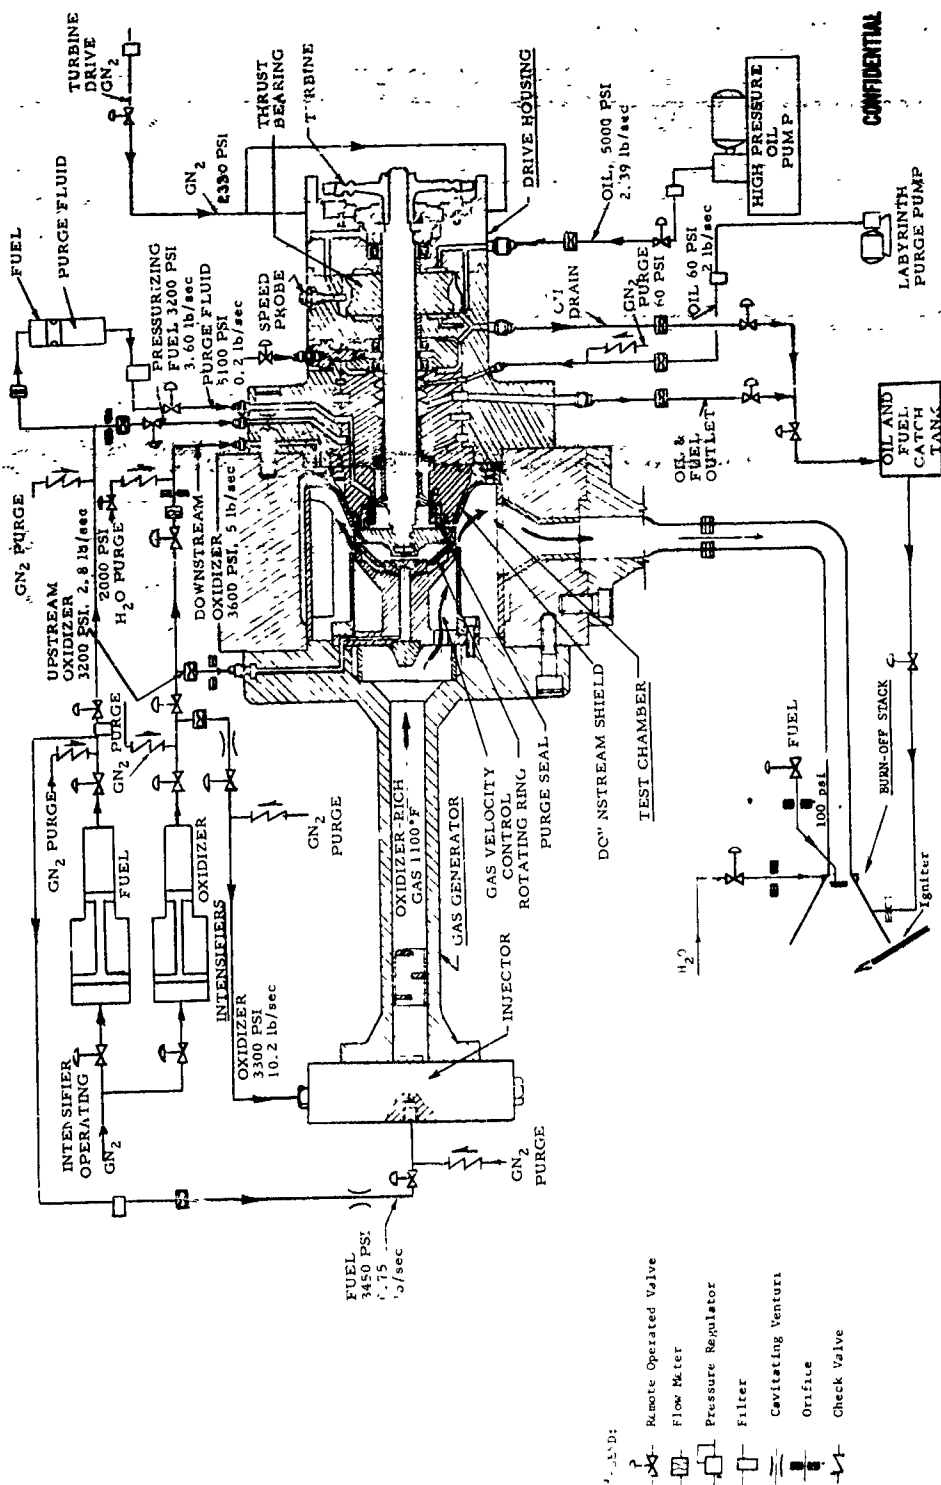 TURBINE
DRIVE
GN2
FUEL
PURGE FLUID
GN2
2330 PSI
THRUST
BEARING
TURBINE
DRIVE HOUSING
CONFIDENTIAL
HIGH PRESSURE
OIL
PUMP
OIL, 5000 PSI
2.39 lb/sec
LABYRINTH
PURGE PUMP
PRESSURIZING
FUEL 3200 PSI
3.60 lb/sec
PURGE FLUID
5100 PSI
0.2 lb/sec
SPEED
PROBE
DRAIN
GN2
PURGE
60 PSI
OIL 60 PSI
.2 lb/sec
GN2 PURGE
UPSTREAM
OXIDIZER
3200 PSI, 2.8 lb/sec
2000 PSI
H2O PURGE
DOWNSTREAM
OXIDIZER
3600 PSI, 5 lb/sec
OIL &
FUEL
OUTLET
OIL AND
FUEL
CATCH
TANK
GN2 PURGE
GN2 PURGE
FUEL
OXIDIZER
INTENSIFIERS
GN2
PURGE
OXIDIZER-RICH
GAS 1100°F
GAS GENERATOR
GAS VELOCITY
CONTROL
ROTATING RING
PURGE SEAL
SHIELD
TEST CHAMBER
FUEL
100 psi
BURN-OFF STACK
H2O
Igniter
INTENSIFIER
OPERATING
GN2
OXIDIZER
3300 PSI
10.2 lb/sec
INJECTOR
GN2
PURGE
FUEL
3450 PSI
Remote Operated Valve
Flow Meter
Pressure Regulator
Filter
Cavitating Venturi
Orifice
Check Valve